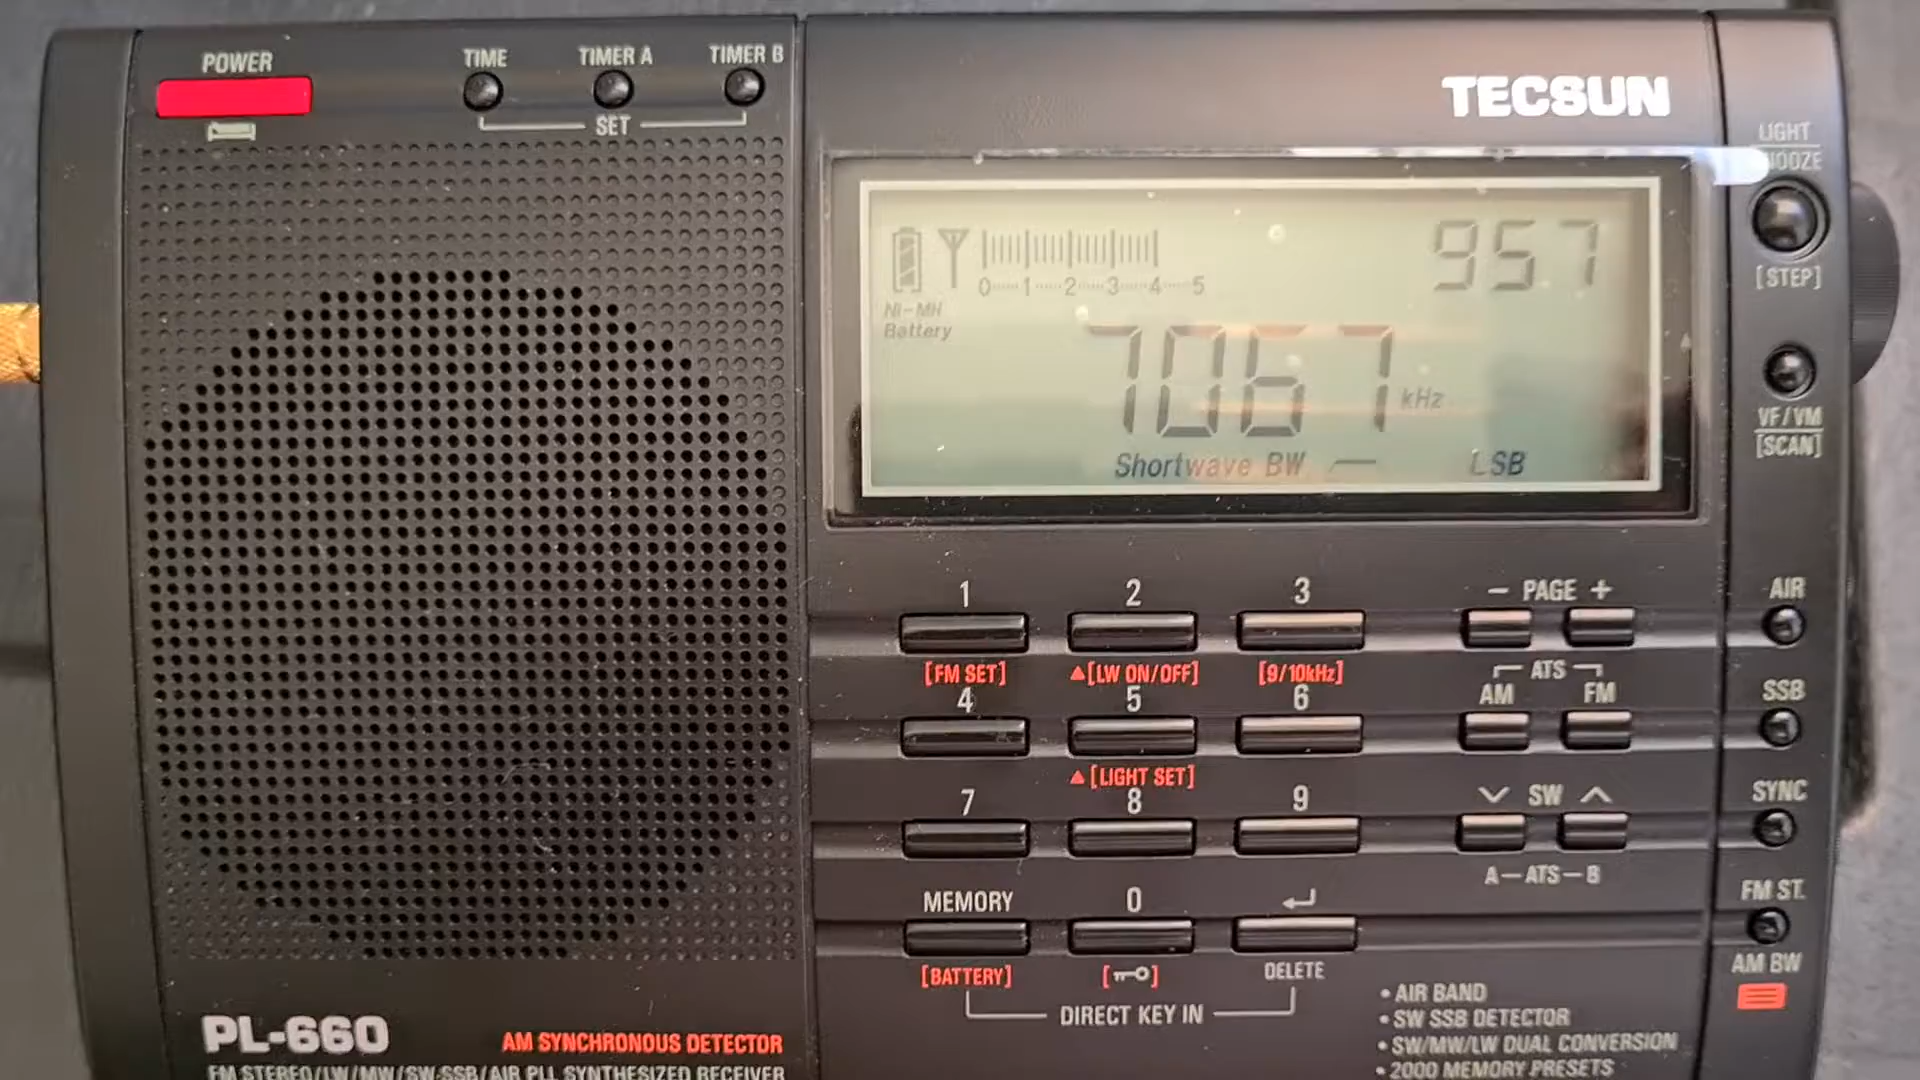 POWER
TIME TIMER A TIMER B
SET
TECSUN
LIGHT
[STEP]
957
0 1 2 3 4 5
Ni-MH
Battery
7067 kHz
Shortwave BW LSB
VF/VM
[SCAN]
1 2 3 – PAGE + AIR
[FM SET] ▲[LW ON/OFF] [9/10kHz]
ATS
4 5 6 AM FM SSB
▲[LIGHT SET]
7 8 9 SW SYNC
A–ATS–B
MEMORY 0 FM ST.
[BATTERY] DELETE AM BW
DIRECT KEY IN
• AIR BAND
• SW SSB DETECTOR
• SW/MW/LW DUAL CONVERSION
• 2000 MEMORY PRESETS
PL-660
AM SYNCHRONOUS DETECTOR
FM STEREO/LW/MW/SW-SSB/AIR PLL SYNTHESIZED RECEIVER